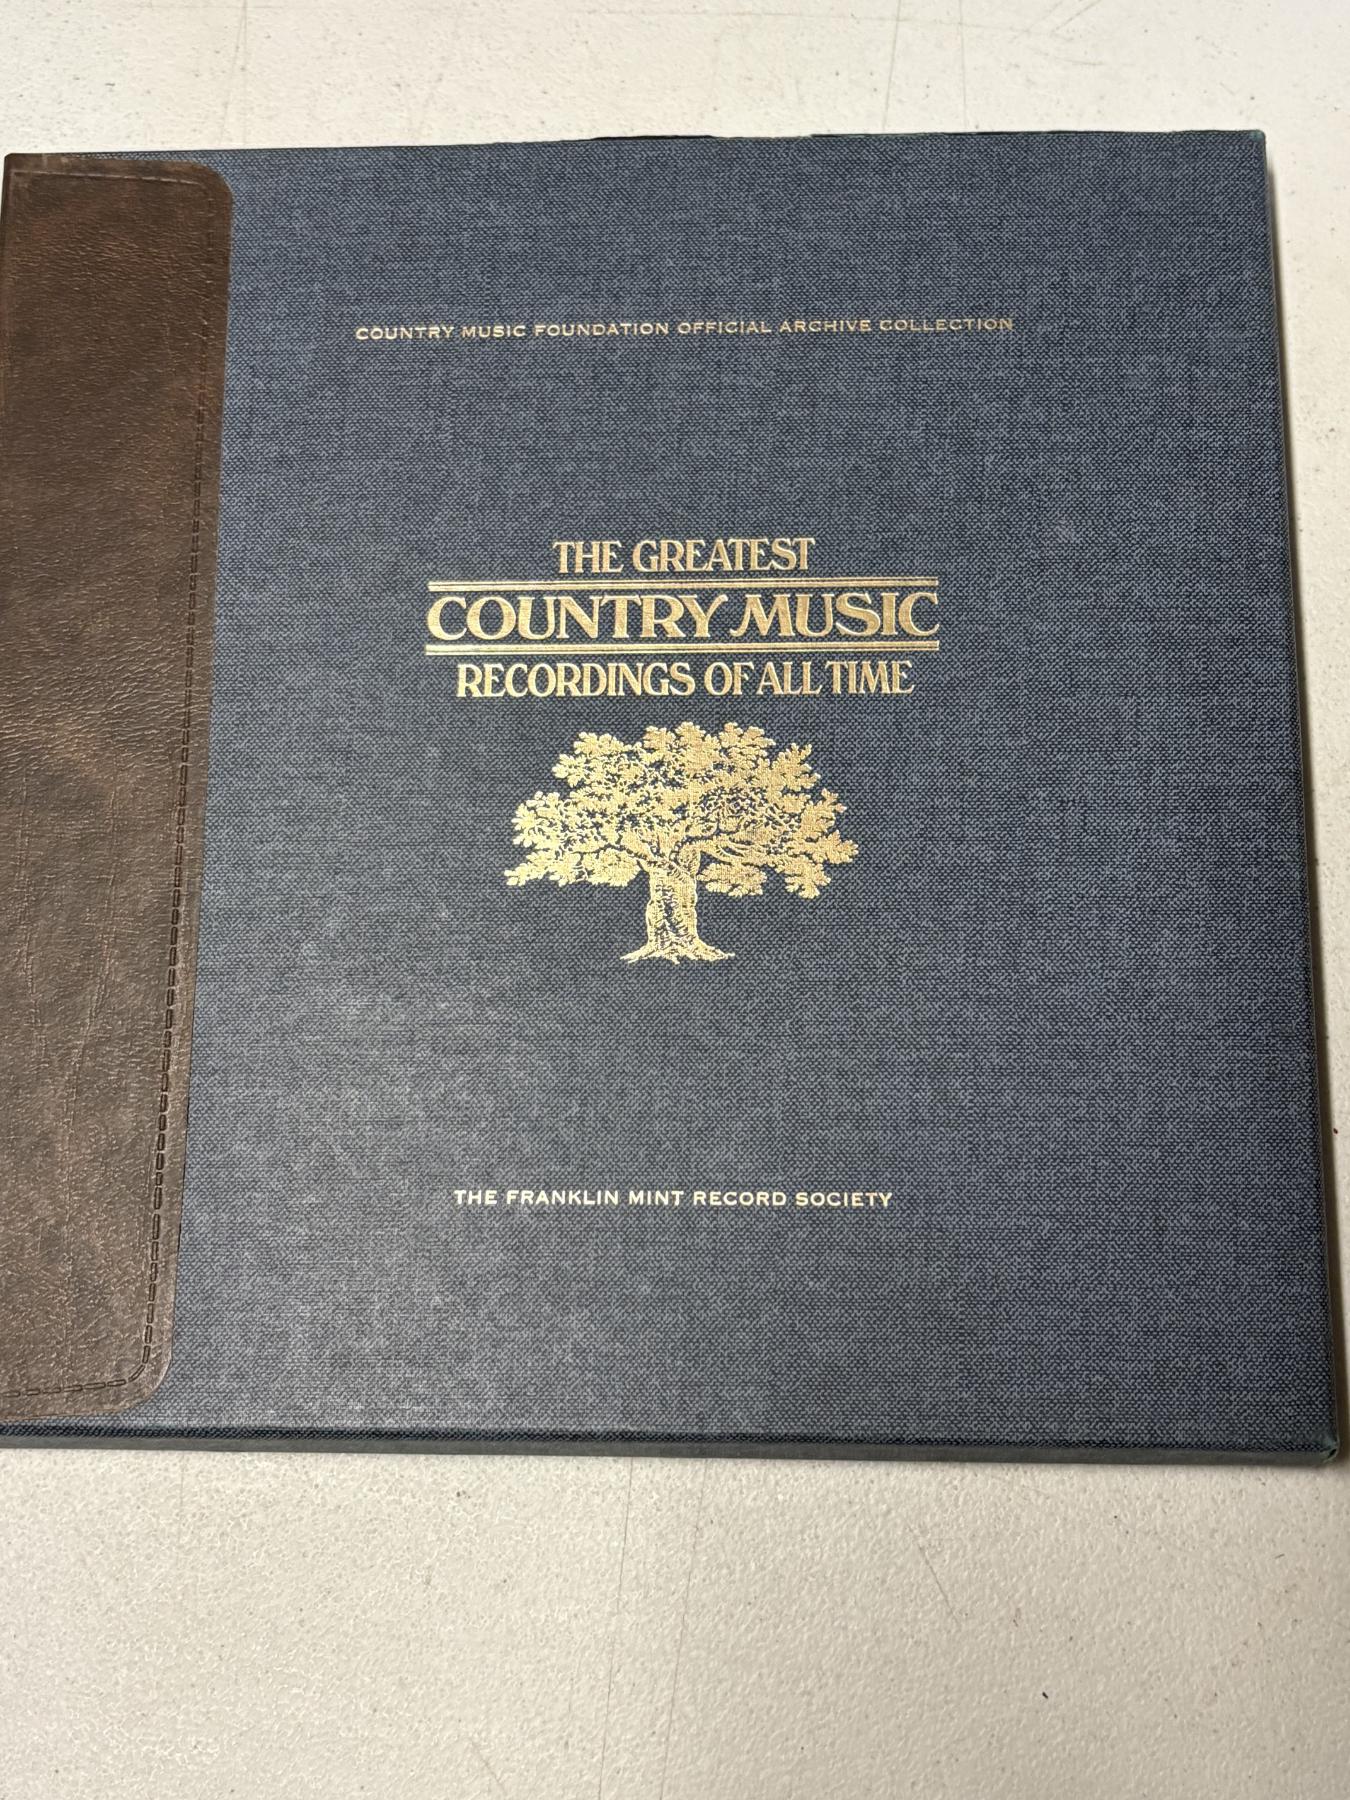 COUNTRY MUSIC FOUNDATION OFFICIAL ARCHIVE COLLECTION
THE GREATEST
COUNTRY MUSIC
RECORDINGS OF ALL TIME
THE FRANKLIN MINT RECORD SOCIETY